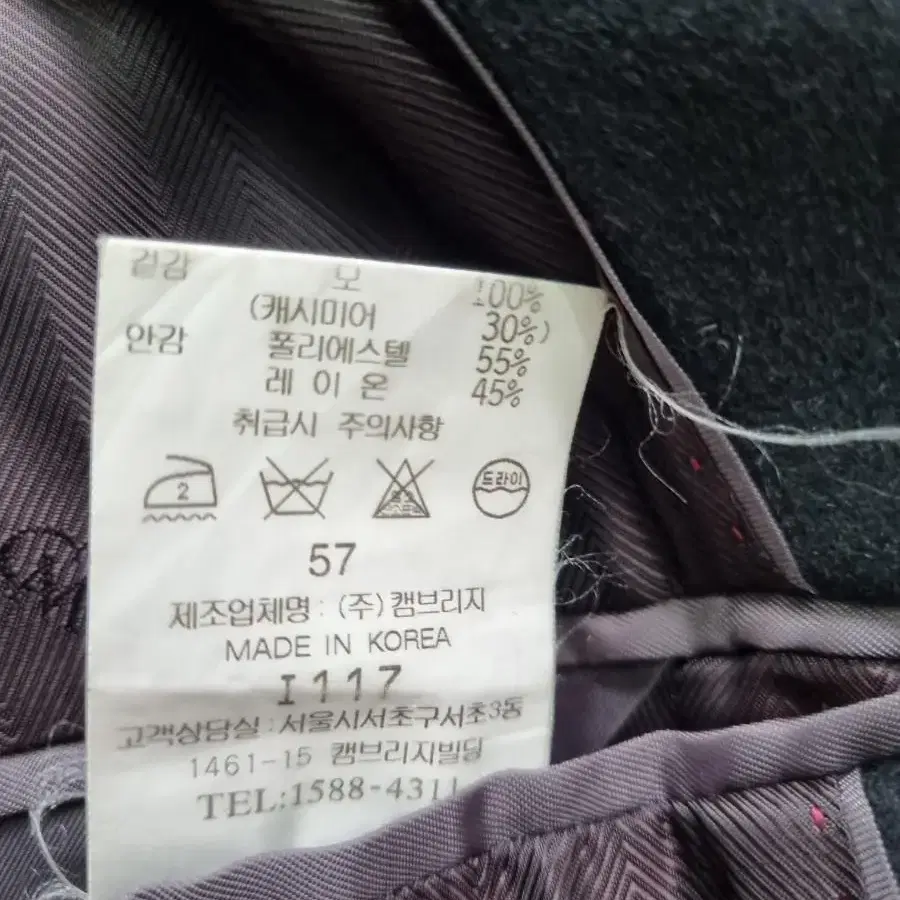 겉감 모 100%
(캐시미어 30%)
안감 폴리에스텔 55%
레 이 온 45%
취급시 주의사항
2 드라이
57
제조업체명 : (주)캠브리지
MADE IN KOREA
I117
고객상담실 : 서울시서초구서초3동
1461-15 캠브리지빌딩
TEL:1588-4311